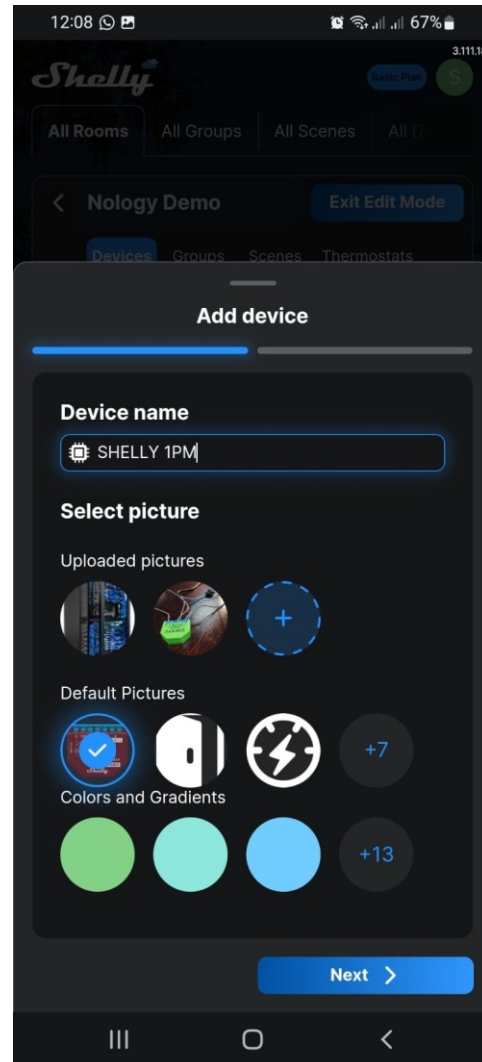 12:08 67%
3.111.1
Shelly Basic Plan S
All Rooms All Groups All Scenes All D
Nology Demo Exit Edit Mode
Devices Groups Scenes Thermostats
Add device
Device name
SHELLY 1PM
Select picture
Uploaded pictures
+
Default Pictures
Shelly
+7
Colors and Gradients
+13
Next